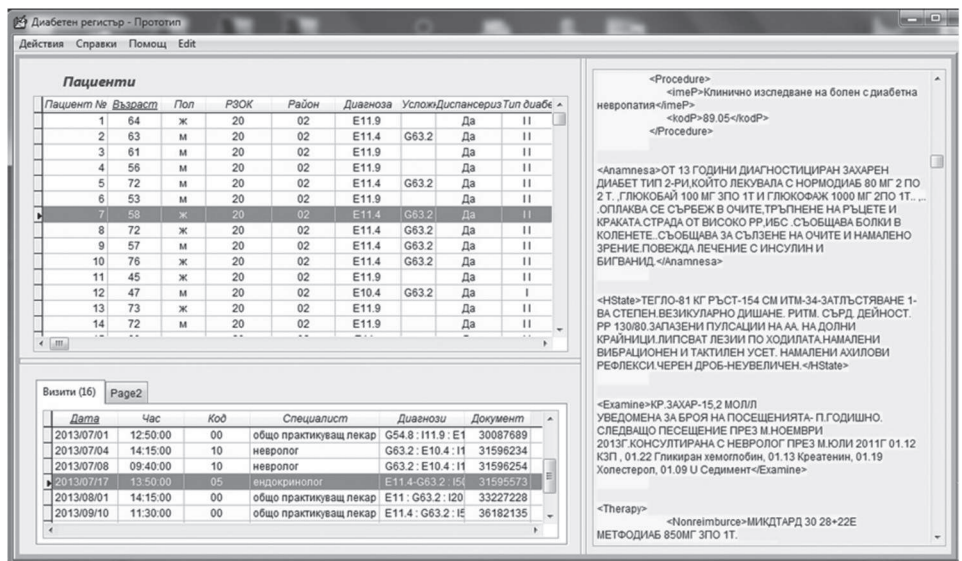 Диабетен регистър - Прототип
Действия Справки Помощ Edit
Пациенти
Пациент № Възраст Пол РЗОК Район Диагноза Диспансериз Тип диабе
1 64 ж 20 02 E11.9 Да II
2 63 м 20 02 E11.4 G63.2 Да II
3 61 м 20 02 E11.9 Да II
4 56 м 20 02 E11.9 Да II
5 72 м 20 02 E11.4 G63.2 Да II
6 53 м 20 02 E11.9 Да II
7 58 ж 20 02 E11.4 G63.2 Да II
8 72 ж 20 02 E11.4 G63.2 Да II
9 57 м 20 02 E11.4 G63.2 Да II
10 76 ж 20 02 E11.4 G63.2 Да II
11 45 ж 20 02 E11.9 Да II
12 47 м 20 02 E10.4 G63.2 Да I
13 73 ж 20 02 E11.9 Да II
14 72 м 20 02 E11.9 Да II
Визити (16) Page2
Дата Час Код Специалист Диагнози Документ
2013/07/01 12:50:00 00 общо практикуващ лекар G54.8 : I11.9 : E1 30087689
2013/07/04 14:15:00 10 невролог G63.2 : E10.4 : I1 31596234
2013/07/08 09:40:00 10 невролог G63.2 : E10.4 : I1 31596254
2013/07/17 13:50:00 05 ендокринолог E11.4-G63.2 : I50 31595573
2013/08/01 14:15:00 00 общо практикуващ лекар E11 : G63.2 : I20 33227228
2013/09/10 11:30:00 00 общо практикуващ лекар E11.4 : G63.2 : I5 36182135
<Procedure>
<imeP>Клинично изследване на болен с диабетна
невропатия</imeP>
<kodP>89.05</kodP>
</Procedure>
<Anamnesa>ОТ 13 ГОДИНИ ДИАГНОСТИЦИРАН ЗАХАРЕН
ДИАБЕТ ТИП 2-РИ,КОЙТО ЛЕКУВАЛА С НОРМОДИАБ 80 МГ 2 ПО
2 Т. ,ГЛЮКОБАЙ 100 МГ 3ПО 1Т И ГЛЮКОФАЖ 1000 МГ 2ПО 1Т.. ,..
.ОПЛАКВА СЕ СЪРБЕЖ В ОЧИТЕ,ТРЪПНЕНЕ НА РЪЦЕТЕ И
КРАКАТА.СТРАДА ОТ ВИСОКО РР,ИБС .СЪОБЩАВА БОЛКИ В
КОЛЕНЕТЕ..СЪОБЩАВА ЗА СЪЛЗЕНЕ НА ОЧИТЕ И НАМАЛЕНО
ЗРЕНИЕ.ПОВЕЖДА ЛЕЧЕНИЕ С ИНСУЛИН И
БИГВАНИД.</Anamnesa>
<HState>ТЕГЛО-81 КГ РЪСТ-154 СМ ИТМ-34-ЗАТЛЪСТЯВАНЕ 1-
ВА СТЕПЕН.ВЕЗИКУЛАРНО ДИШАНЕ. РИТМ. СЪРД. ДЕЙНОСТ.
РР 130/80.ЗАПАЗЕНИ ПУЛСАЦИИ НА АА. НА ДОЛНИ
КРАЙНИЦИ.ЛИПСВАТ ЛЕЗИИ ПО ХОДИЛАТА.НАМАЛЕНИ
ВИБРАЦИОНЕН И ТАКТИЛЕН УСЕТ. НАМАЛЕНИ АХИЛОВИ
РЕФЛЕКСИ.ЧЕРЕН ДРОБ-НЕУВЕЛИЧЕН.</HState>
<Examine>КР.ЗАХАР-15,2 МОЛ/Л
УВЕДОМЕНА ЗА БРОЯ НА ПОСЕЩЕНИЯТА- П.ГОДИШНО.
СЛЕДВАЩО ПЕСЕЩЕНИЕ ПРЕЗ М.НОЕМВРИ
2013Г.КОНСУЛТИРАНА С НЕВРОЛОГ ПРЕЗ М.ЮЛИ 2011Г 01.12
КЗП , 01.22 Гликиран хемоглобин, 01.13 Креатенин, 01.19
Холестерол, 01.09 U Седимент</Examine>
<Therapy>
<Nonreimburce>МИКДТАРД 30 28+22Е
МЕТФОДИАБ 850МГ 3ПО 1Т.